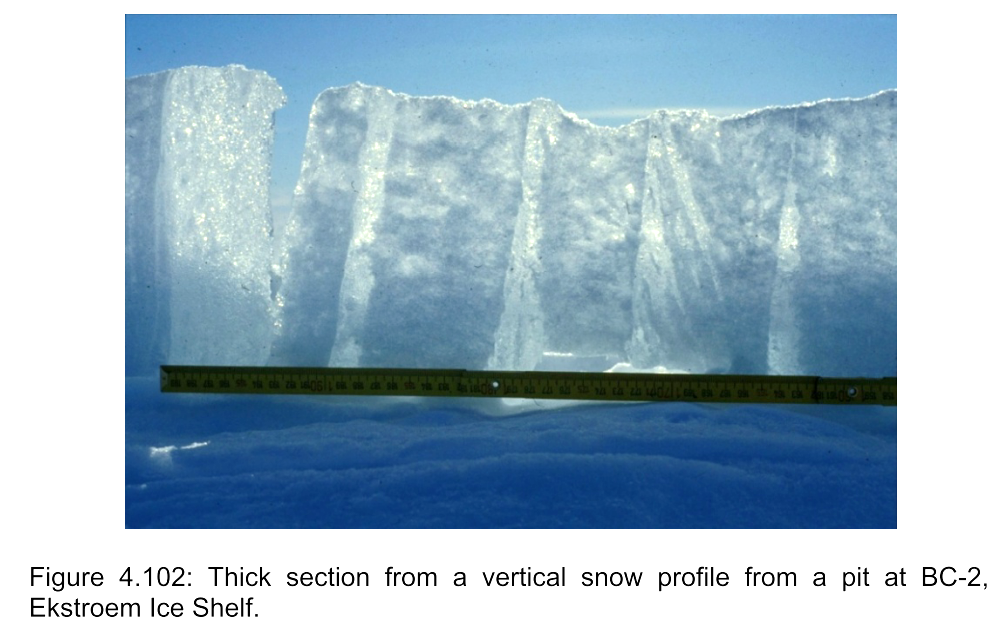 Figure 4.102: Thick section from a vertical snow profile from a pit at BC-2,
Ekstroem Ice Shelf.